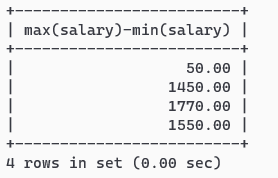 +----------------------+
| max(salary)-min(salary) |
+----------------------+
| 50.00 |
| 1450.00 |
| 1770.00 |
| 1550.00 |
+----------------------+
4 rows in set (0.00 sec)